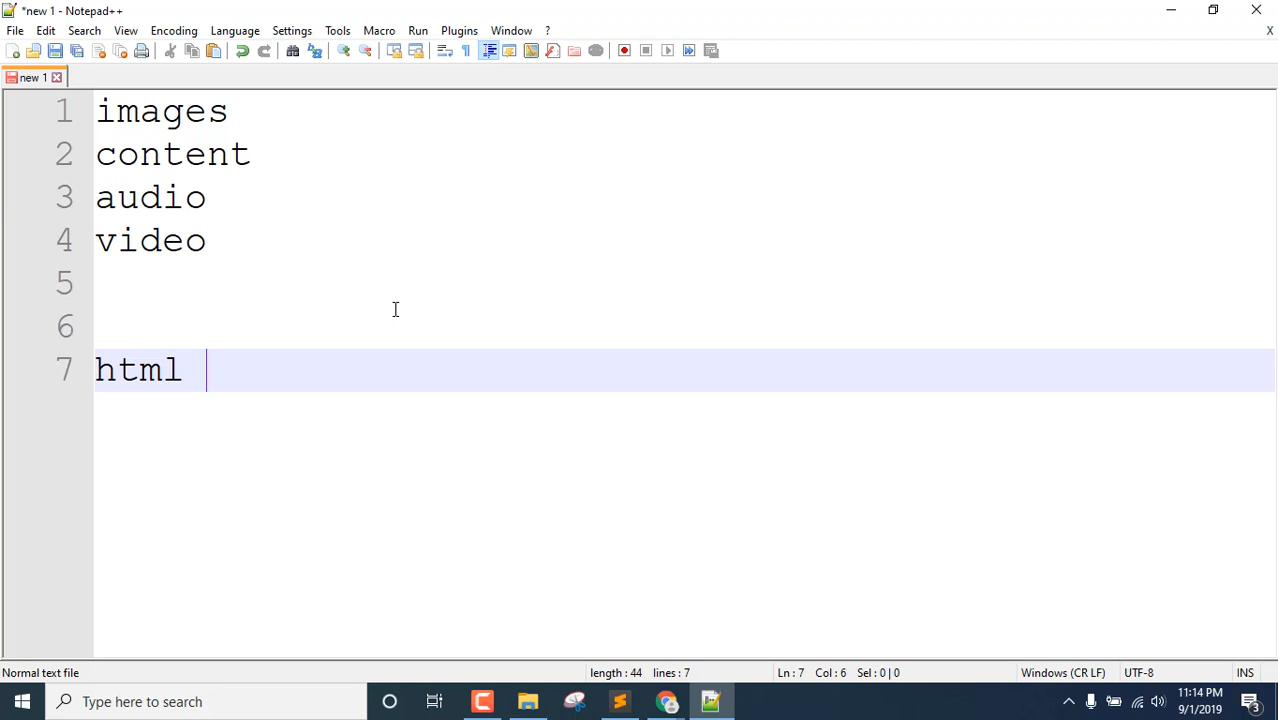 *new 1 - Notepad++
File Edit Search View Encoding Language Settings Tools Macro Run Plugins Window ? X
new 1
1 images
2 content
3 audio
4 video
5
6
7 html
Normal text file length : 44 lines : 7 Ln : 7 Col : 6 Sel : 0 | 0 Windows (CR LF) UTF-8 INS
Type here to search
11:14 PM
9/1/2019
3